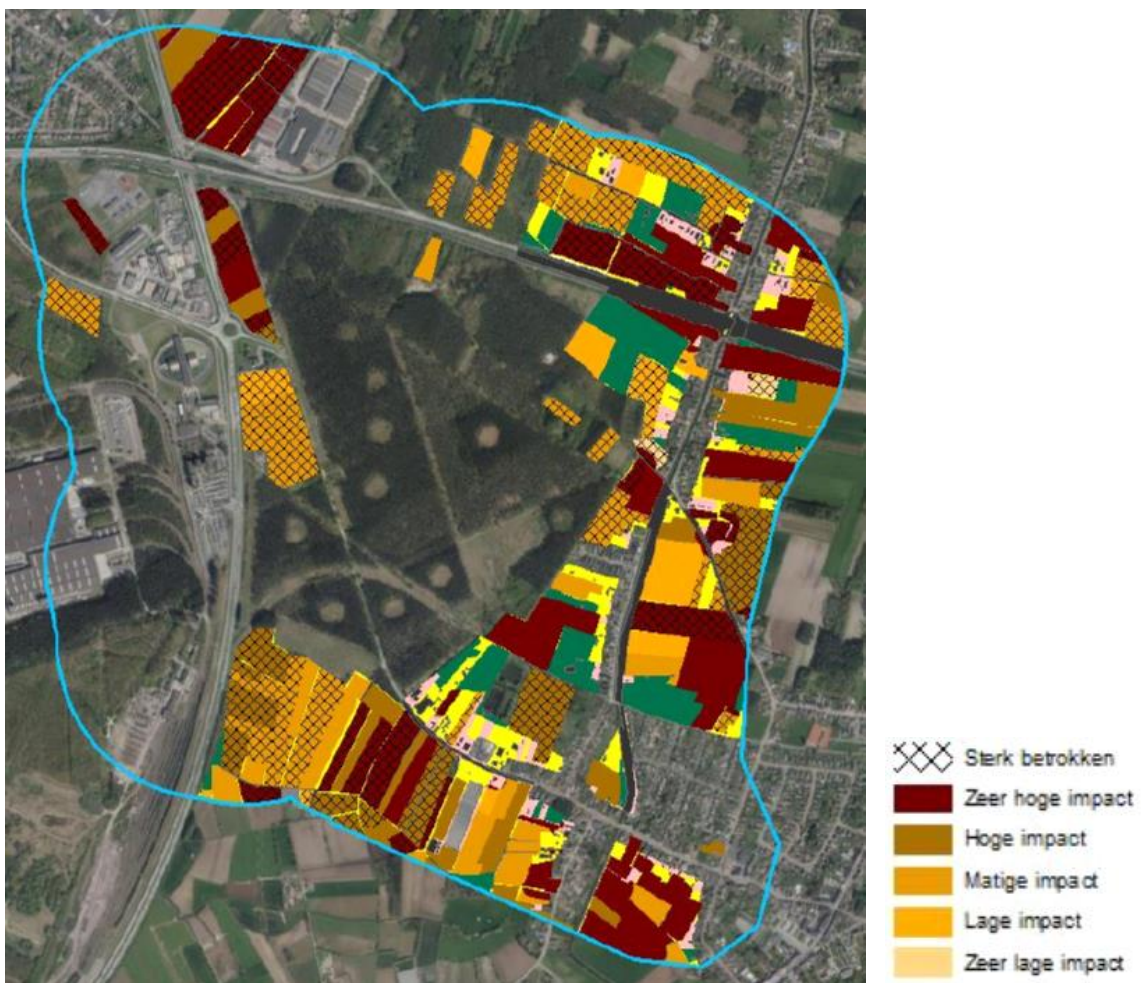 Sterk betrokken
Zeer hoge impact
Hoge impact
Matige impact
Lage impact
Zeer lage impact